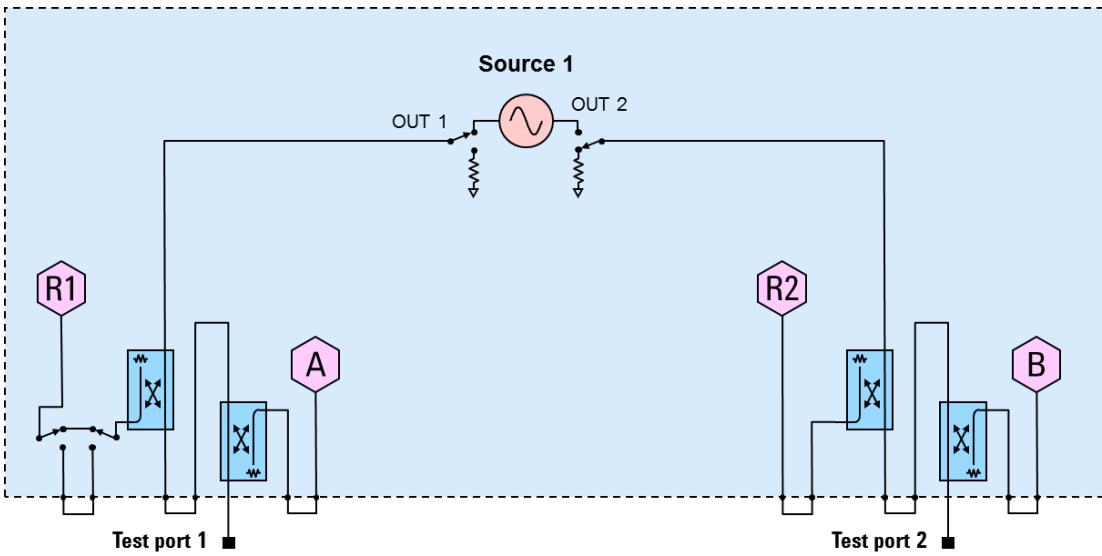 Source 1
OUT 1
OUT 2
R1
A
R2
B
Test port 1
Test port 2